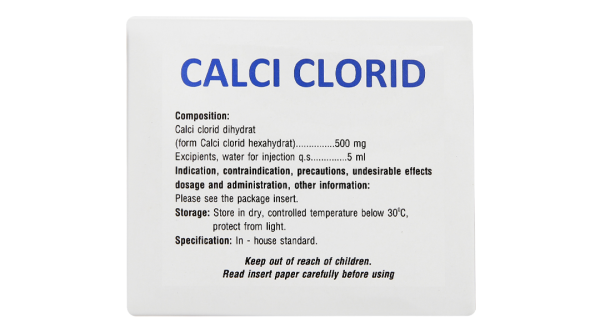 CALCI CLORID
Composition:
Calci clorid dihydrat
(form Calci clorid hexahydrat)...............500 mg
Excipients, water for injection q.s.............5 ml
Indication, contraindication, precautions, undesirable effects
dosage and administration, other information:
Please see the package insert.
Storage: Store in dry, controlled temperature below 30°C,
protect from light.
Specification: In - house standard.
Keep out of reach of children.
Read insert paper carefully before using